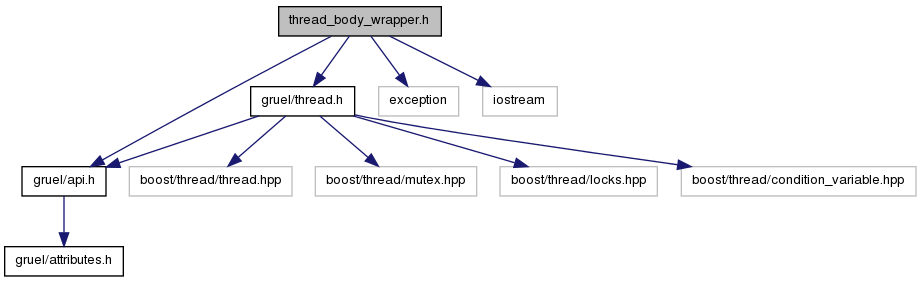 thread_body_wrapper.h
gruel/thread.h
exception
iostream
gruel/api.h
boost/thread/thread.hpp
boost/thread/mutex.hpp
boost/thread/locks.hpp
boost/thread/condition_variable.hpp
gruel/attributes.h